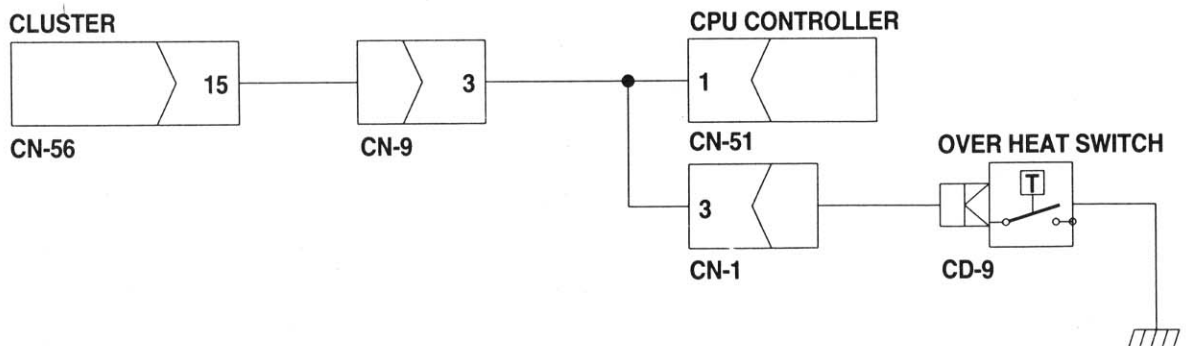 CLUSTER
15
CN-56
3
CN-9
CPU CONTROLLER
1
CN-51
3
CN-1
OVER HEAT SWITCH
T
CD-9